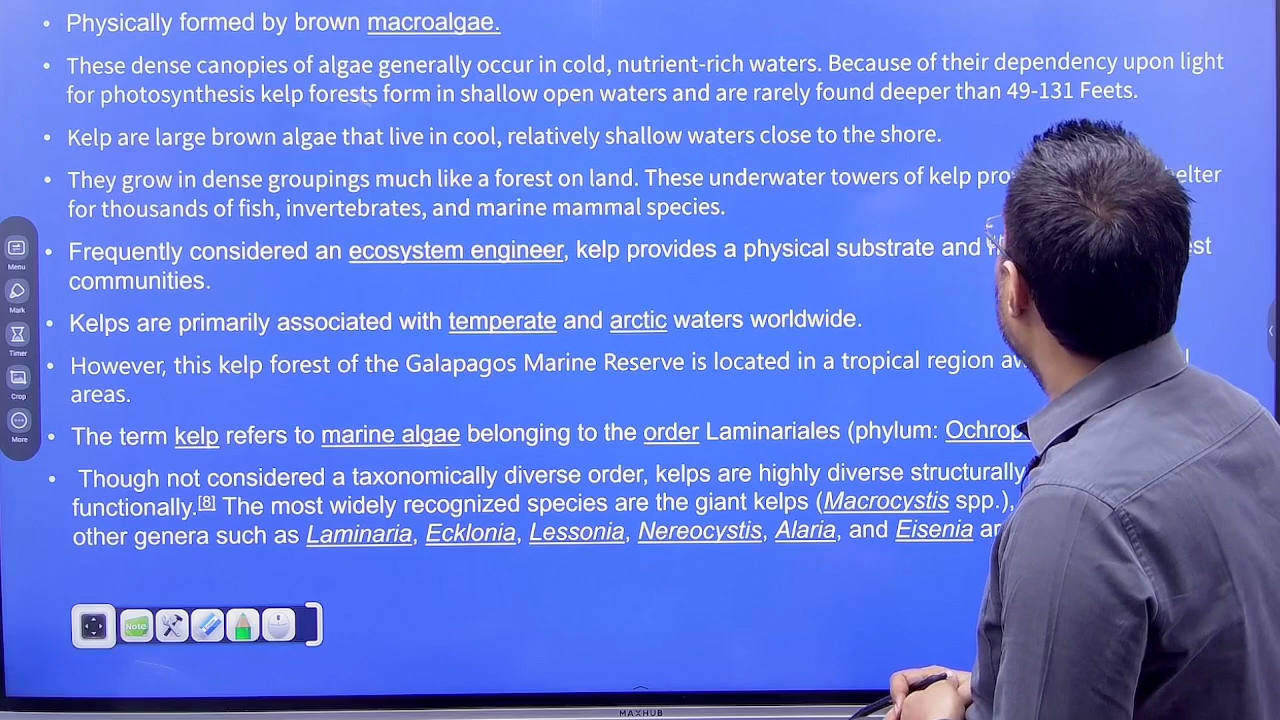 • Physically formed by brown macroalgae.
• These dense canopies of algae generally occur in cold, nutrient-rich waters. Because of their dependency upon light
for photosynthesis kelp forests form in shallow open waters and are rarely found deeper than 49-131 Feets.
• Kelp are large brown algae that live in cool, relatively shallow waters close to the shore.
• They grow in dense groupings much like a forest on land. These underwater towers of kelp
for thousands of fish, invertebrates, and marine mammal species.
• Frequently considered an ecosystem engineer, kelp provides a physical substrate and
communities.
• Kelps are primarily associated with temperate and arctic waters worldwide.
• However, this kelp forest of the Galapagos Marine Reserve is located in a tropical region
areas.
• The term kelp refers to marine algae belonging to the order Laminariales (phylum:
• Though not considered a taxonomically diverse order, kelps are highly diverse structurally
functionally.[8] The most widely recognized species are the giant kelps (Macrocystis spp.),
other genera such as Laminaria, Ecklonia, Lessonia, Nereocystis, Alaria, and Eisenia
Menu
Mark
Timer
Crop
More
Note
MAXHUB